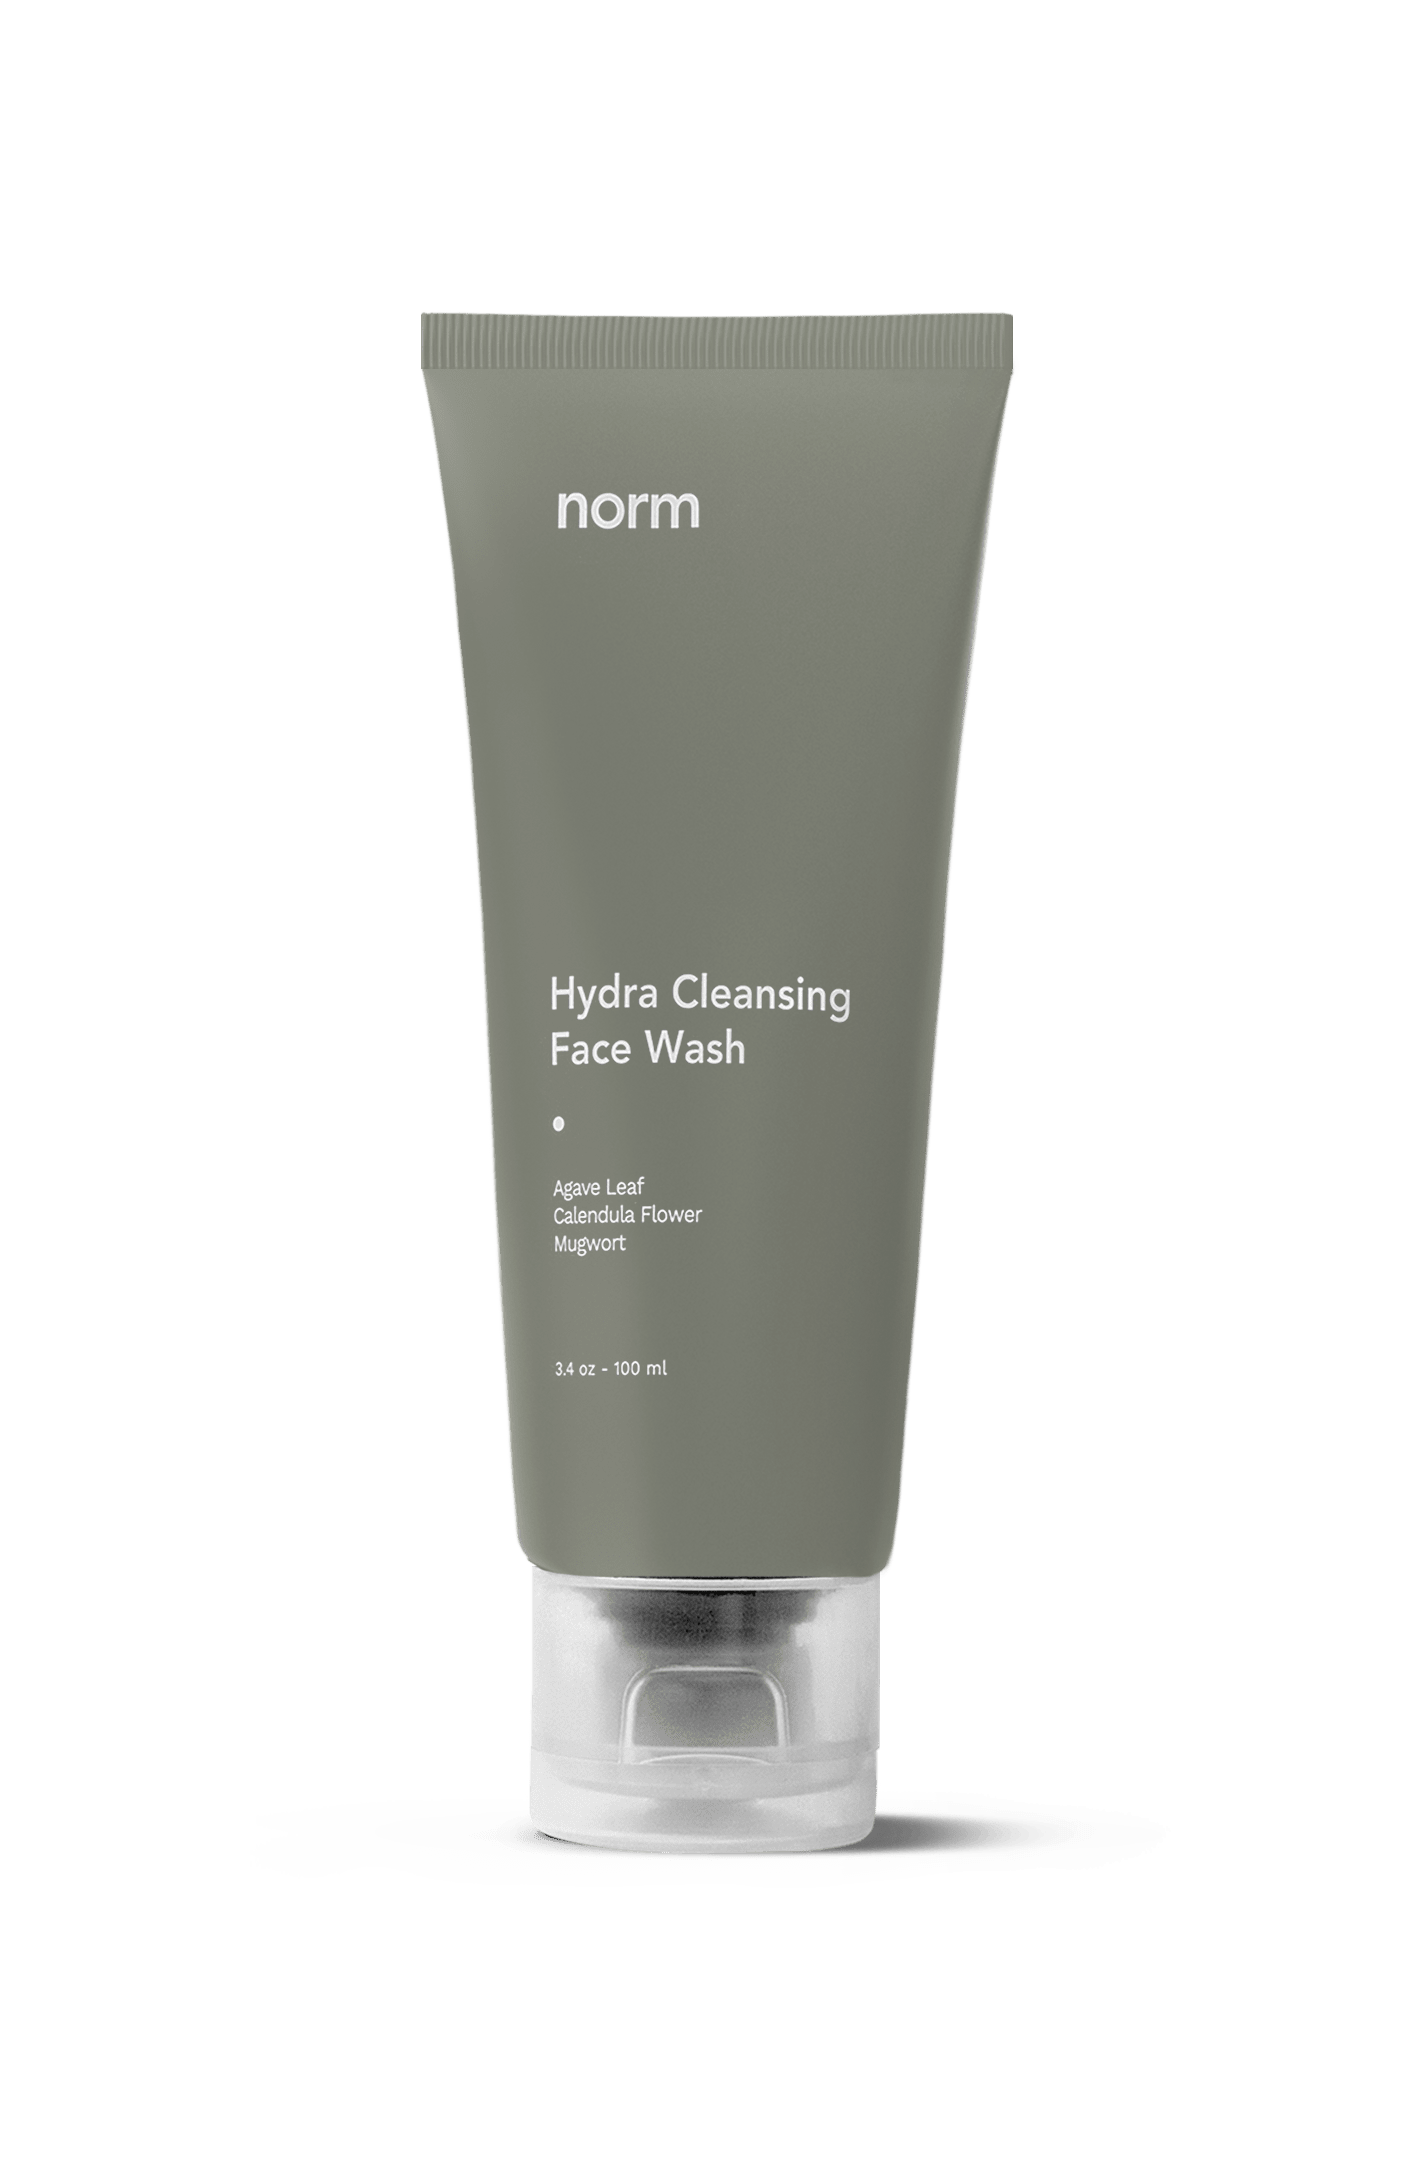 norm
Hydra Cleansing
Face Wash
Agave Leaf
Calendula Flower
Mugwort
3.4 oz - 100 ml